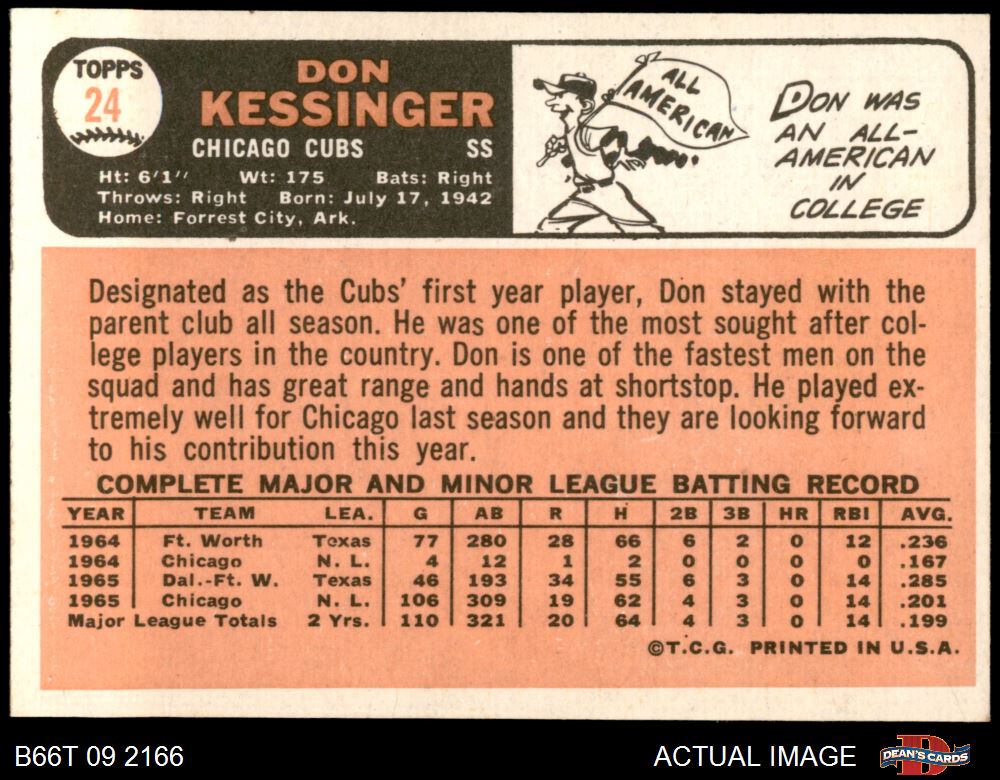 TOPPS
24
DON
KESSINGER
CHICAGO CUBS SS
Ht: 6'1" Wt: 175 Bats: Right
Throws: Right Born: July 17, 1942
Home: Forrest City, Ark.
ALL
AMERICAN
DON WAS
AN ALL-
AMERICAN
IN
COLLEGE
Designated as the Cubs' first year player, Don stayed with the
parent club all season. He was one of the most sought after col-
lege players in the country. Don is one of the fastest men on the
squad and has great range and hands at shortstop. He played ex-
tremely well for Chicago last season and they are looking forward
to his contribution this year.
COMPLETE MAJOR AND MINOR LEAGUE BATTING RECORD
YEAR TEAM LEA. G AB R H 2B 3B HR RBI AVG.
1964 Ft. Worth Texas 77 280 28 66 6 2 0 12 .236
1964 Chicago N. L. 4 12 1 2 0 0 0 0 .167
1965 Dal.-Ft. W. Texas 46 193 34 55 6 3 0 14 .285
1965 Chicago N. L. 106 309 19 62 4 3 0 14 .201
Major League Totals 2 Yrs. 110 321 20 64 4 3 0 14 .199
©T.C.G. PRINTED IN U.S.A.
B66T 09 2166 ACTUAL IMAGE DEAN'S CARDS